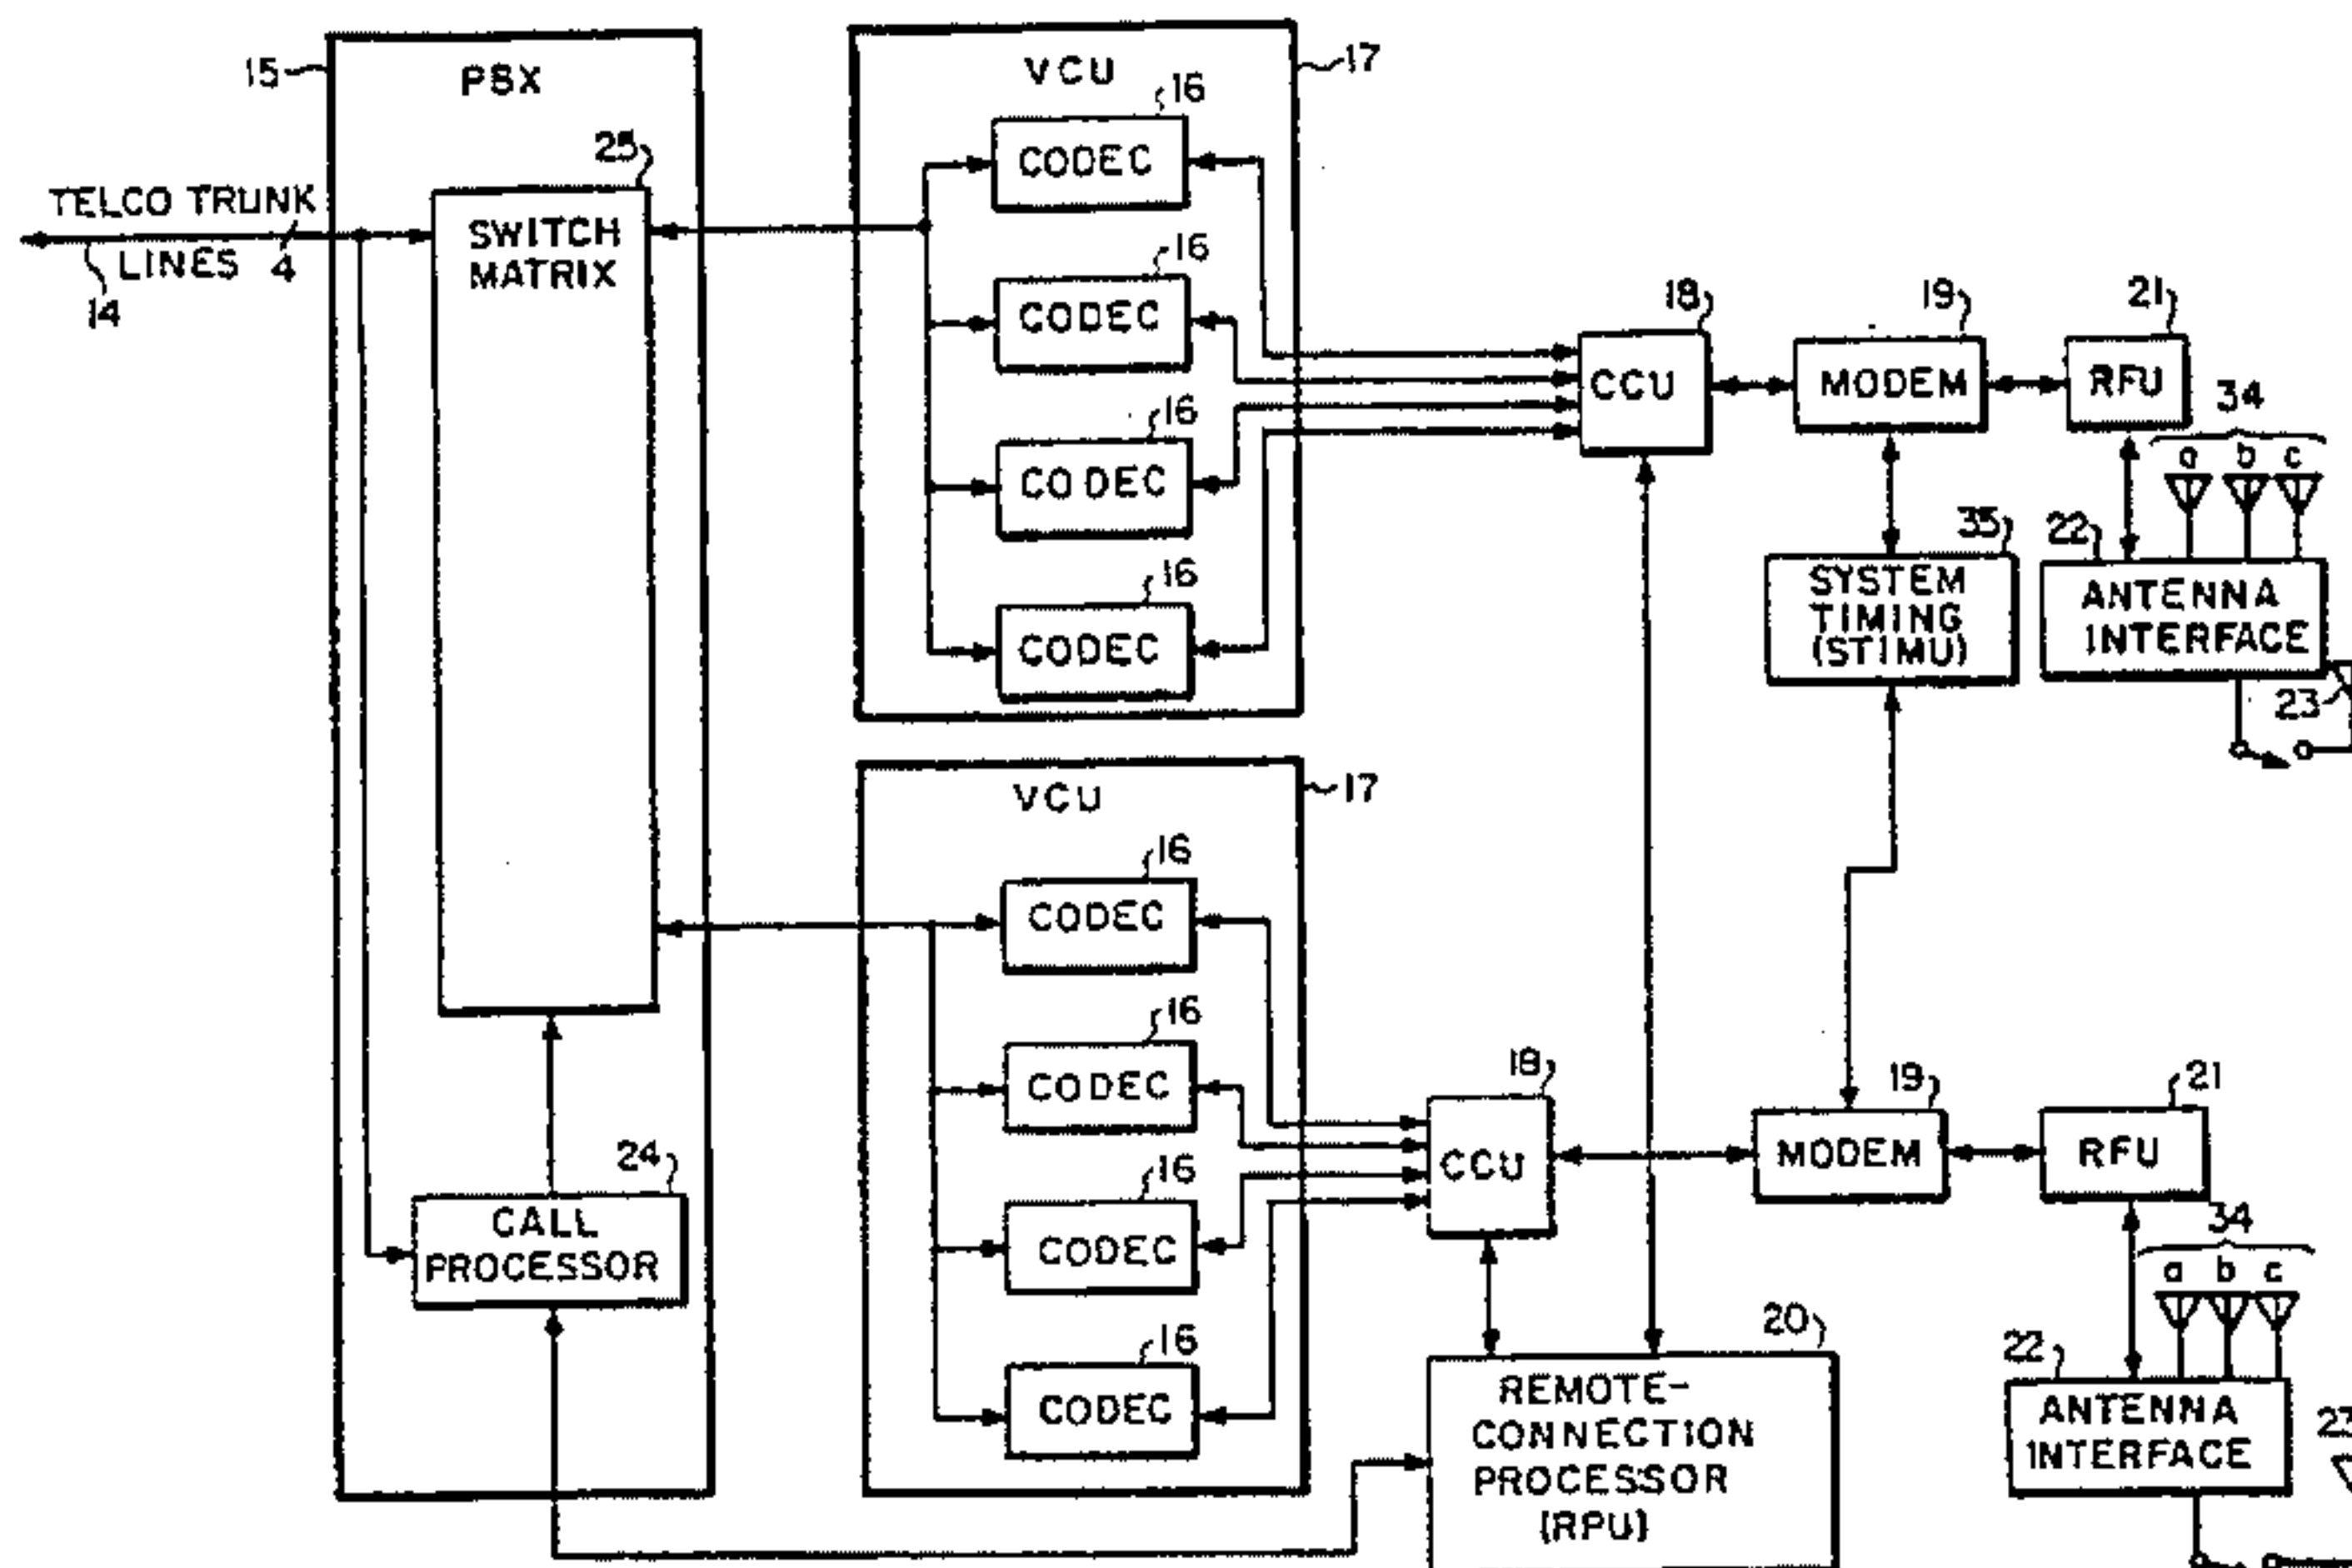 15
PBX
25
TELCO TRUNK
LINES 4
14
SWITCH
MATRIX
24
CALL
PROCESSOR
VCU
17
16
CODEC
16
CODEC
16
CODEC
16
CODEC
VCU
17
16
CODEC
16
CODEC
16
CODEC
16
CODEC
18
CCU
19
MODEM
21
RFU
34
a b c
35
SYSTEM
TIMING
(STIMU)
22
ANTENNA
INTERFACE
23
18
CCU
19
MODEM
21
RFU
34
a b c
22
ANTENNA
INTERFACE
23
20
REMOTE-
CONNECTION
PROCESSOR
(RPU)